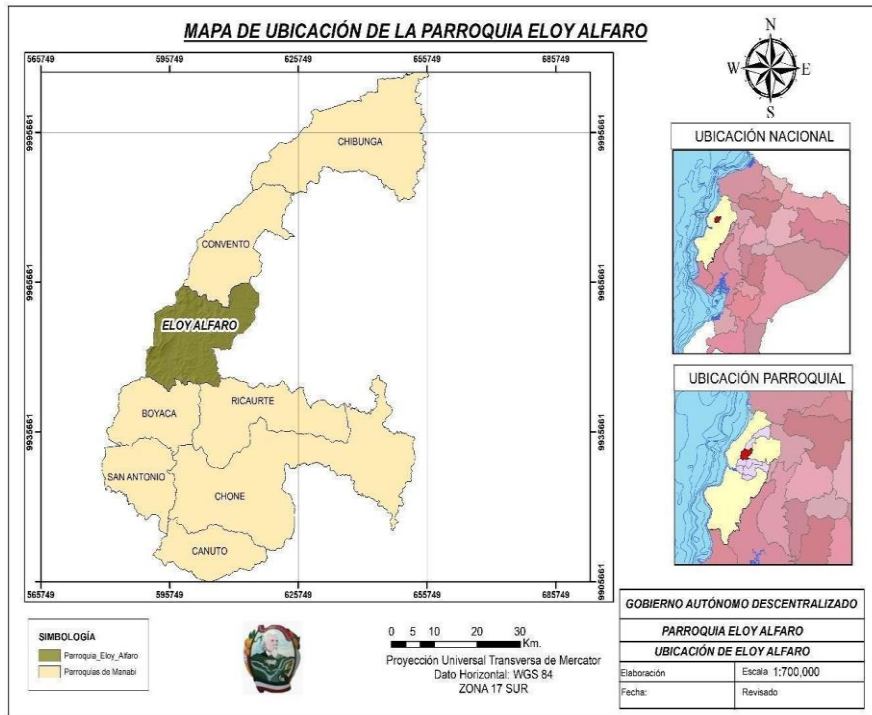 MAPA DE UBICACIÓN DE LA PARROQUIA ELOY ALFARO
565749 595749 625749 655749 685749
9995661 9995661
9965661 9965661
9935661 9935661
9905661
CHIBUNGA
CONVENTO
ELOY ALFARO
BOYACA
RICAURTE
SAN ANTONIO
CHONE
CANUTO
565749 595749 625749 655749 685749
N
W E
S
UBICACIÓN NACIONAL
UBICACIÓN PARROQUIAL
SIMBOLOGÍA
Parroquia_Eloy_Alfaro
Parroquias de Manabí
0 5 10 20 30
Km.
Proyección Universal Transversa de Mercator
Dato Horizontal: WGS 84
ZONA 17 SUR
GOBIERNO AUTÓNOMO DESCENTRALIZADO
PARROQUIA ELOY ALFARO
UBICACIÓN DE ELOY ALFARO
Elaboración Escala 1:700,000
Fecha: Revisado